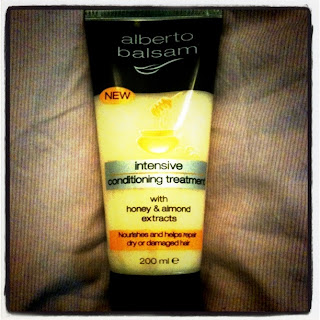 alberto
balsam
NEW
intensive
conditioning treatment
with
honey & almond
extracts
Nourishes and helps repair
dry or damaged hair
200 ml e